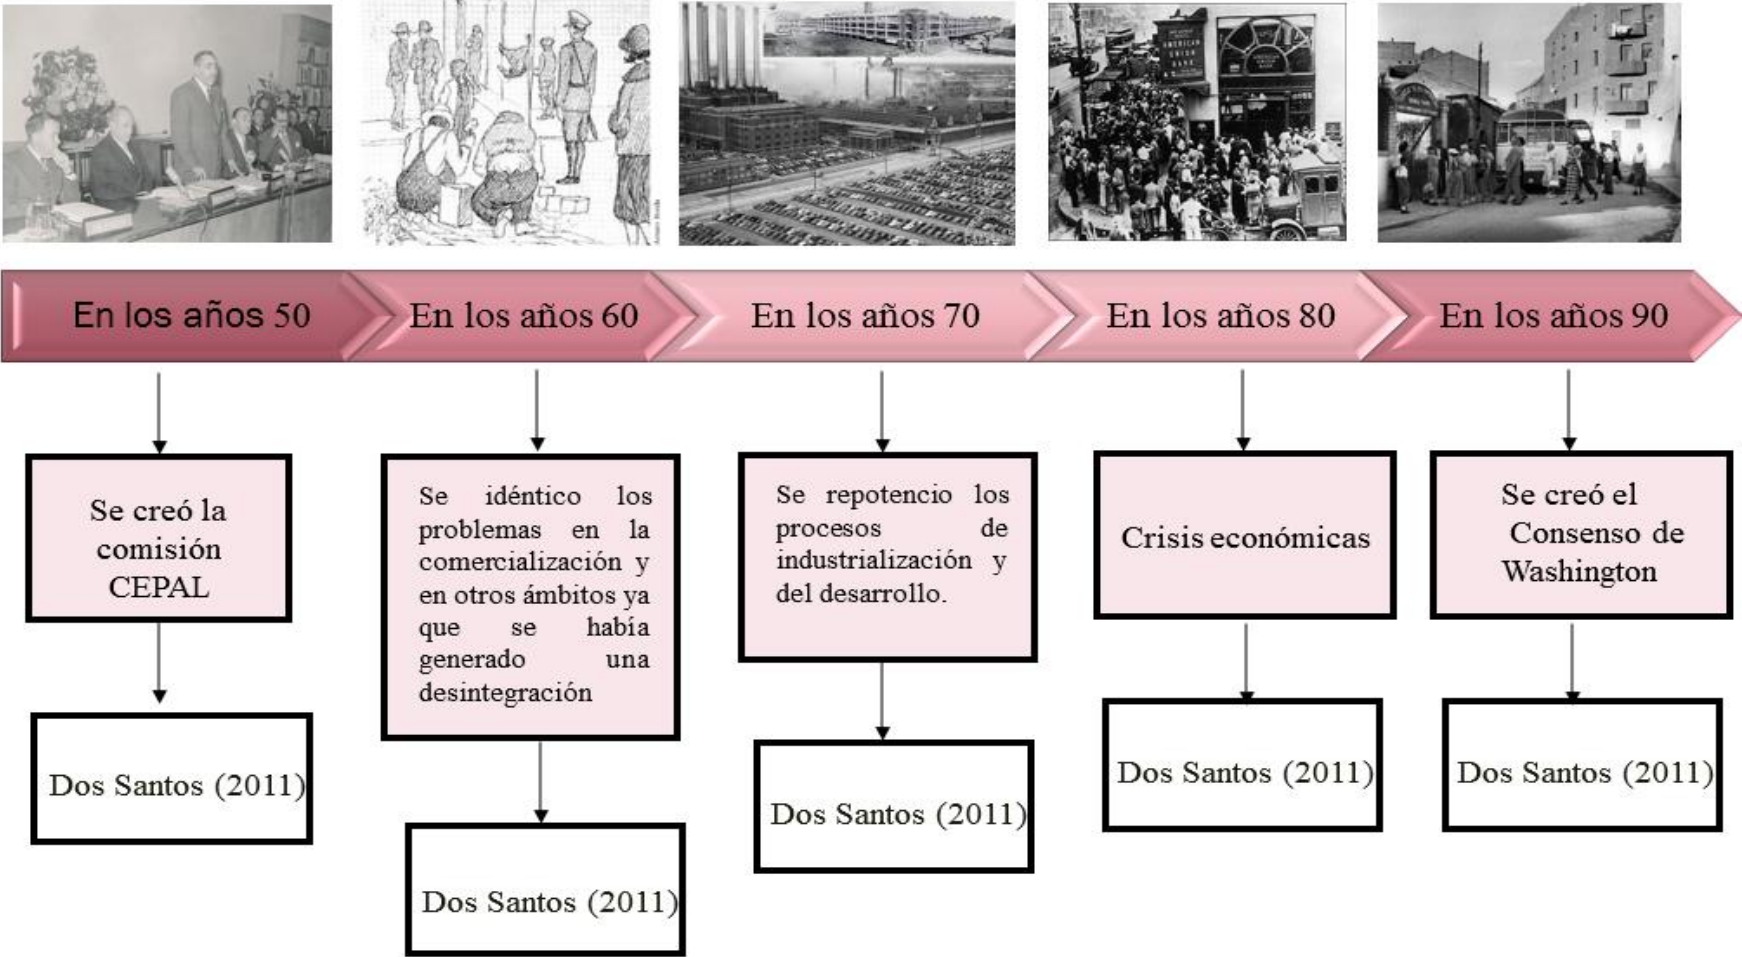 AMERICAN
UNION
BANK
En los años 50
En los años 60
En los años 70
En los años 80
En los años 90
Se creó la
comisión
CEPAL
Se idéntico los
problemas en la
comercialización y
en otros ámbitos ya
que se había
generado una
desintegración
Se repotencio los
procesos de
industrialización y
del desarrollo.
Crisis económicas
Se creó el
Consenso de
Washington
Dos Santos (2011)
Dos Santos (2011)
Dos Santos (2011)
Dos Santos (2011)
Dos Santos (2011)